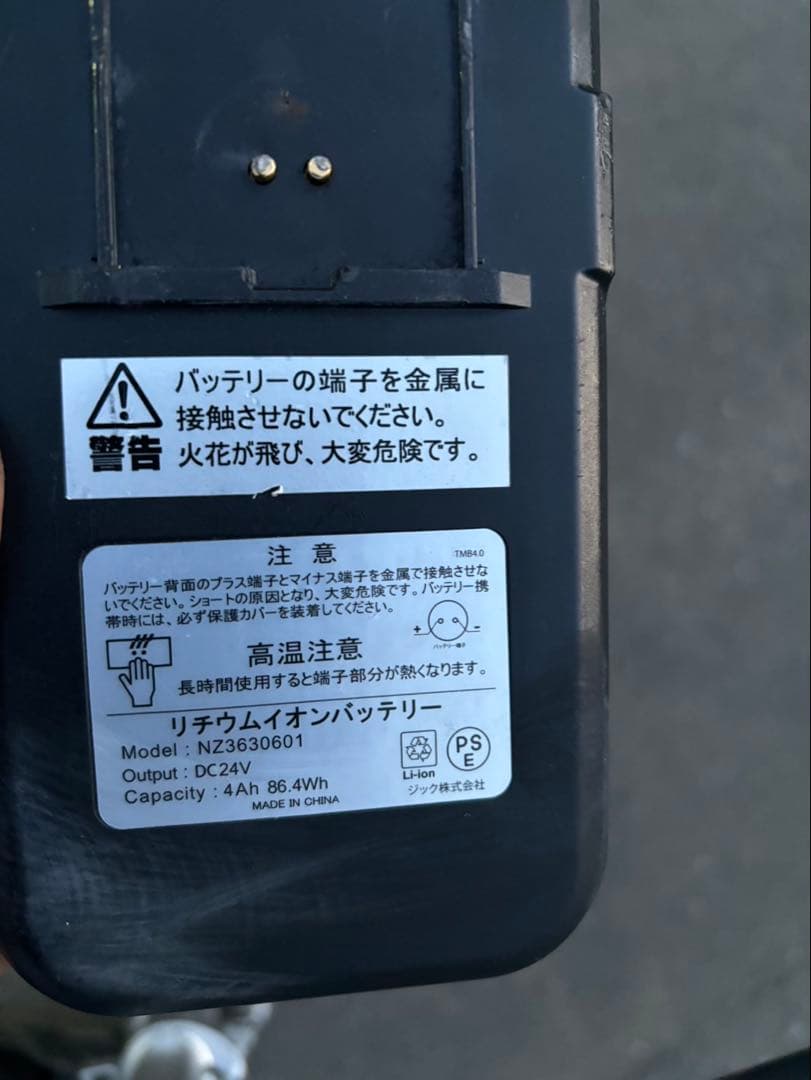 バッテリーの端子を金属に
接触させないでください。
警告 火花が飛び、大変危険です。
注意
TMB4.0
バッテリー背面のプラス端子とマイナス端子を金属で接触させな
いでください。ショートの原因となり、大変危険です。バッテリー携
帯時には、必ず保護カバーを装着してください。
+ -
バッテリー端子
高温注意
長時間使用すると端子部分が熱くなります。
リチウムイオンバッテリー
Model : NZ3630601
Output : DC24V
Capacity : 4Ah 86.4Wh
MADE IN CHINA
Li-ion
PSE
ジック株式会社